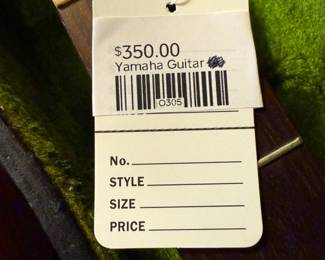 $350.00
Yamaha Guitar
O305
No.
STYLE
SIZE
PRICE